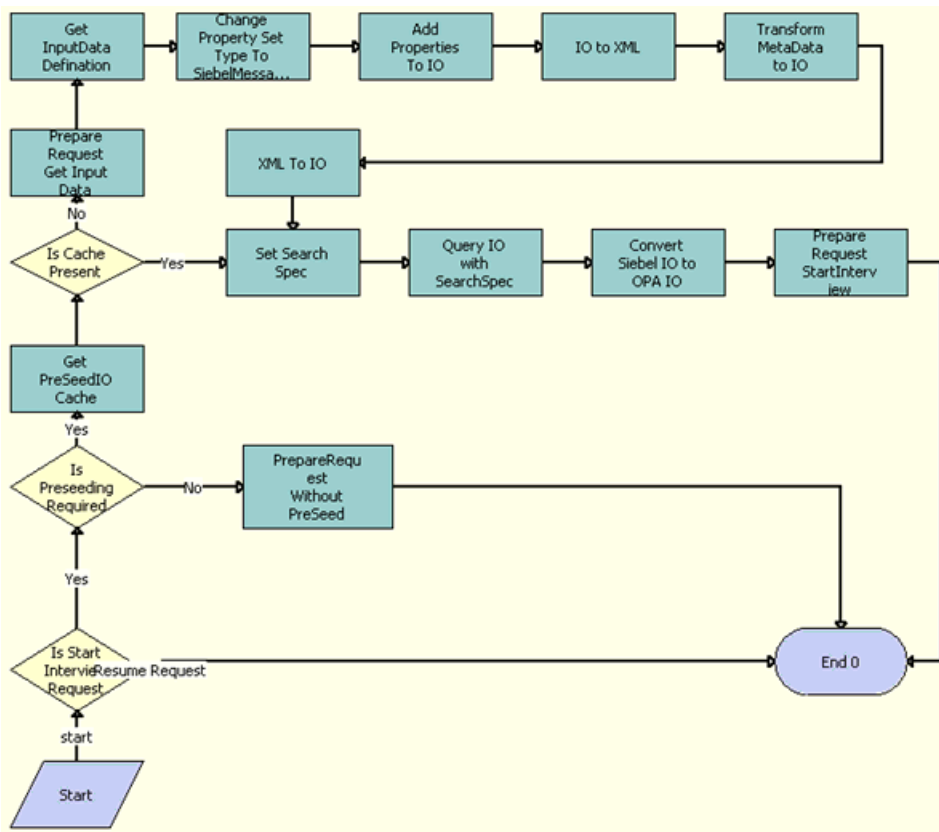 Get
InputData
Defination
Change
Property Set
Type To
SiebelMessa...
Add
Properties
To IO
IO to XML
Transform
MetaData
to IO
Prepare
Request
Get Input
Data
XML To IO
No
Is Cache
Present
Yes
Set Search
Spec
Query IO
with
SearchSpec
Convert
Siebel IO to
OPA IO
Prepare
Request
StartInterv
iew
Get
PreSeedIO
Cache
Yes
Is
Preseeding
Required
No
PrepareRequ
est
Without
PreSeed
Yes
Is Start
Intervie
Request
Resume Request
End 0
start
Start